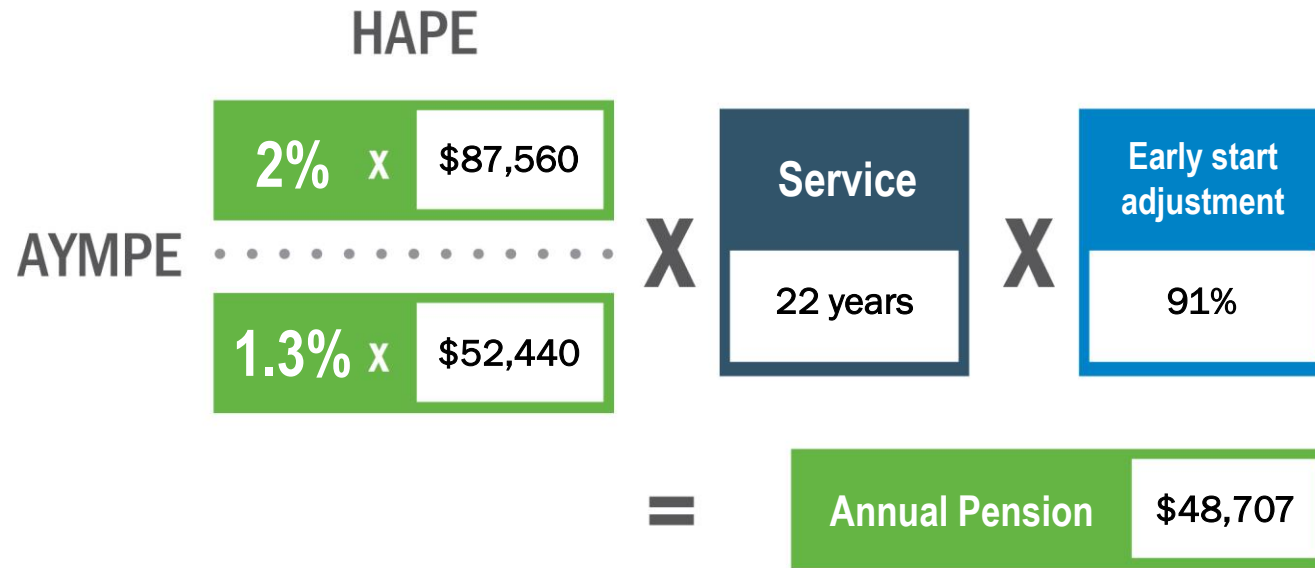 HAPE
2% x $87,560
AYMPE
1.3% x $52,440
X
Service
22 years
X
Early start
adjustment
91%
=
Annual Pension $48,707